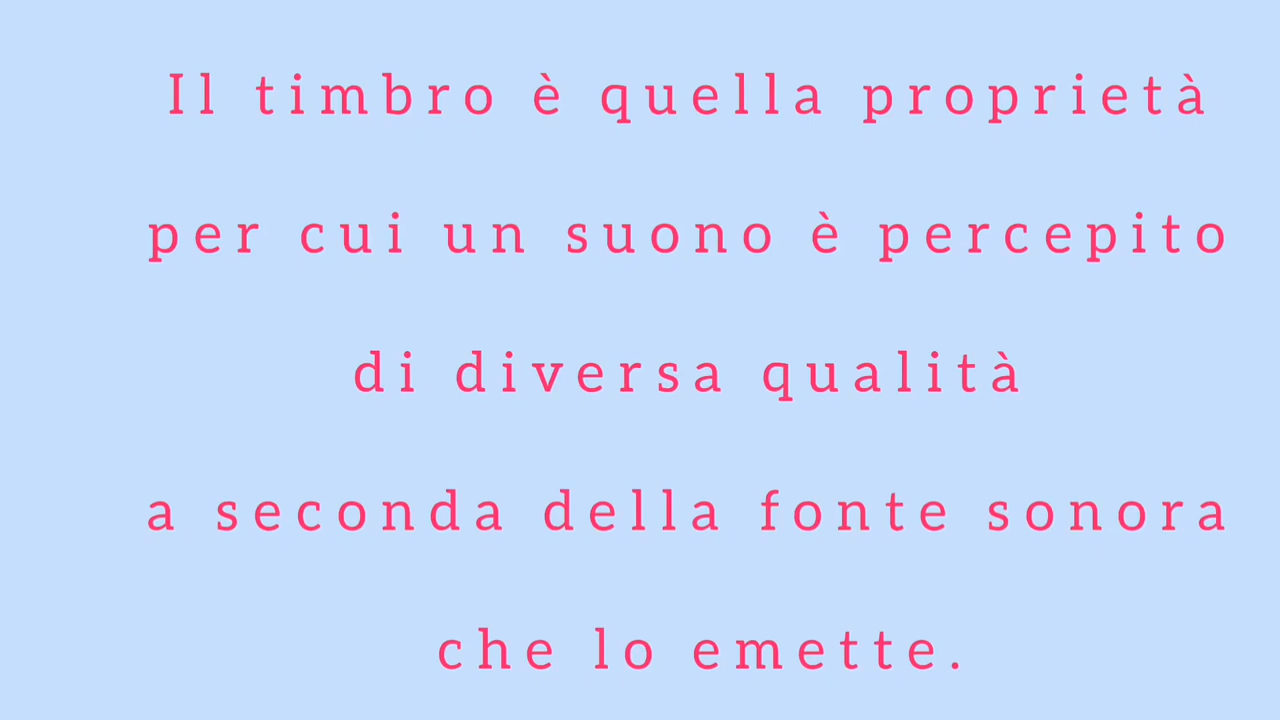 Il timbro è quella proprietà
per cui un suono è percepito
di diversa qualità
a seconda della fonte sonora
che lo emette.